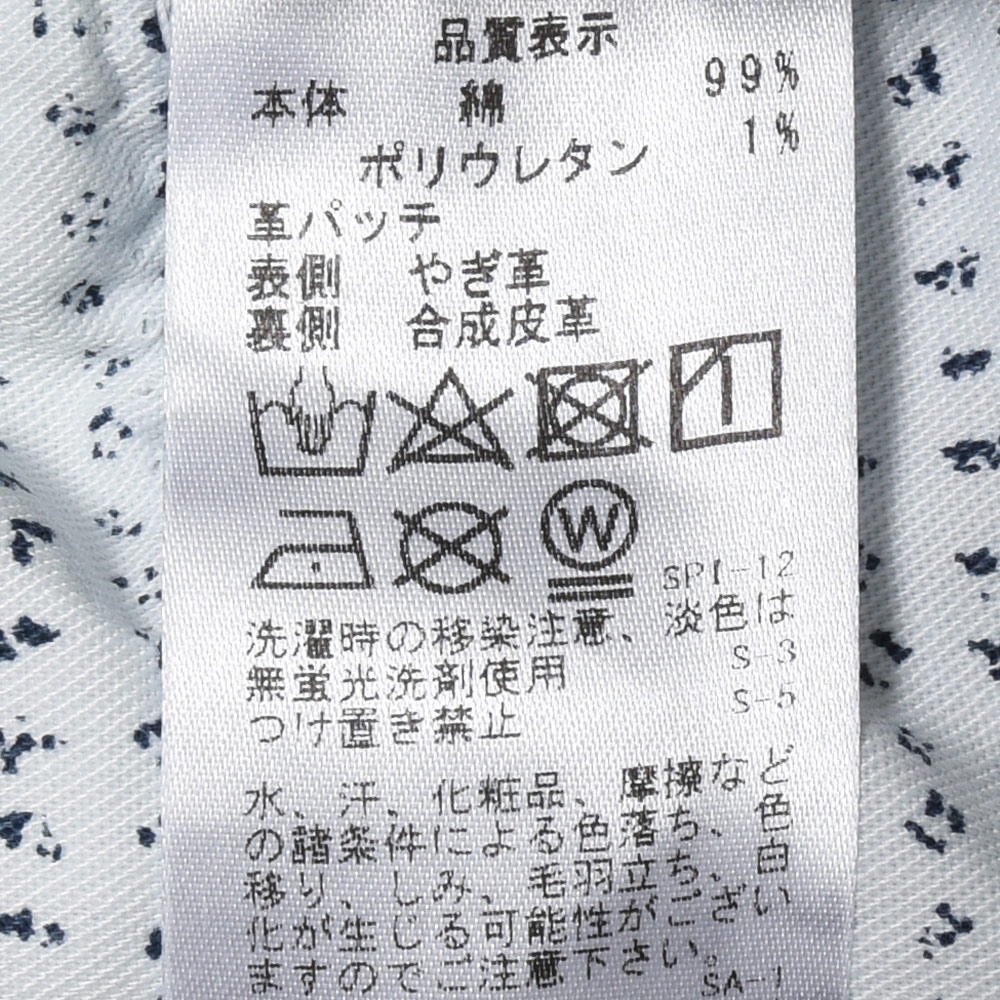 品質表示
本体 綿 99%
ポリウレタン 1%
革パッチ
表側 やぎ革
裏側 合成皮革
W
SPI-12
洗濯時の移染注意、淡色は
無蛍光洗剤使用 S-3
つけ置き禁止 S-5
水、汗、化粧品、摩擦など
の諸条件による色落ち、色
移り、しみ、毛羽立ち、白
化が生じる可能性がござい
ますのでご注意下さい。
SA-1